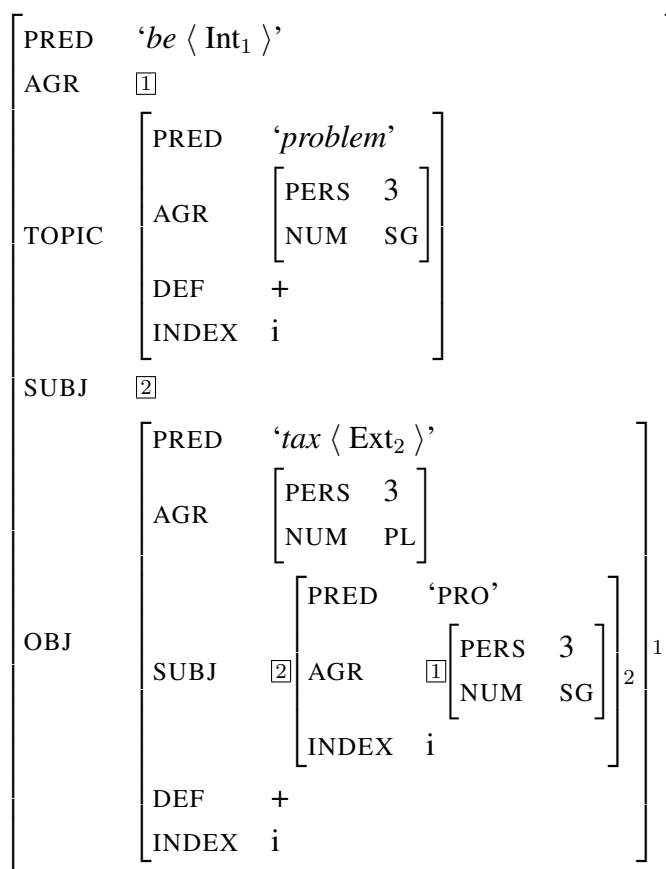 PRED ‘be ⟨ Int₁ ⟩’
AGR 1
TOPIC
PRED ‘problem’
AGR
PERS 3
NUM SG
DEF +
INDEX i
SUBJ 2
OBJ
PRED ‘tax ⟨ Ext₂ ⟩’
AGR
PERS 3
NUM PL
SUBJ 2
PRED ‘PRO’
AGR 1
PERS 3
NUM SG
INDEX i
2
DEF +
INDEX i
1